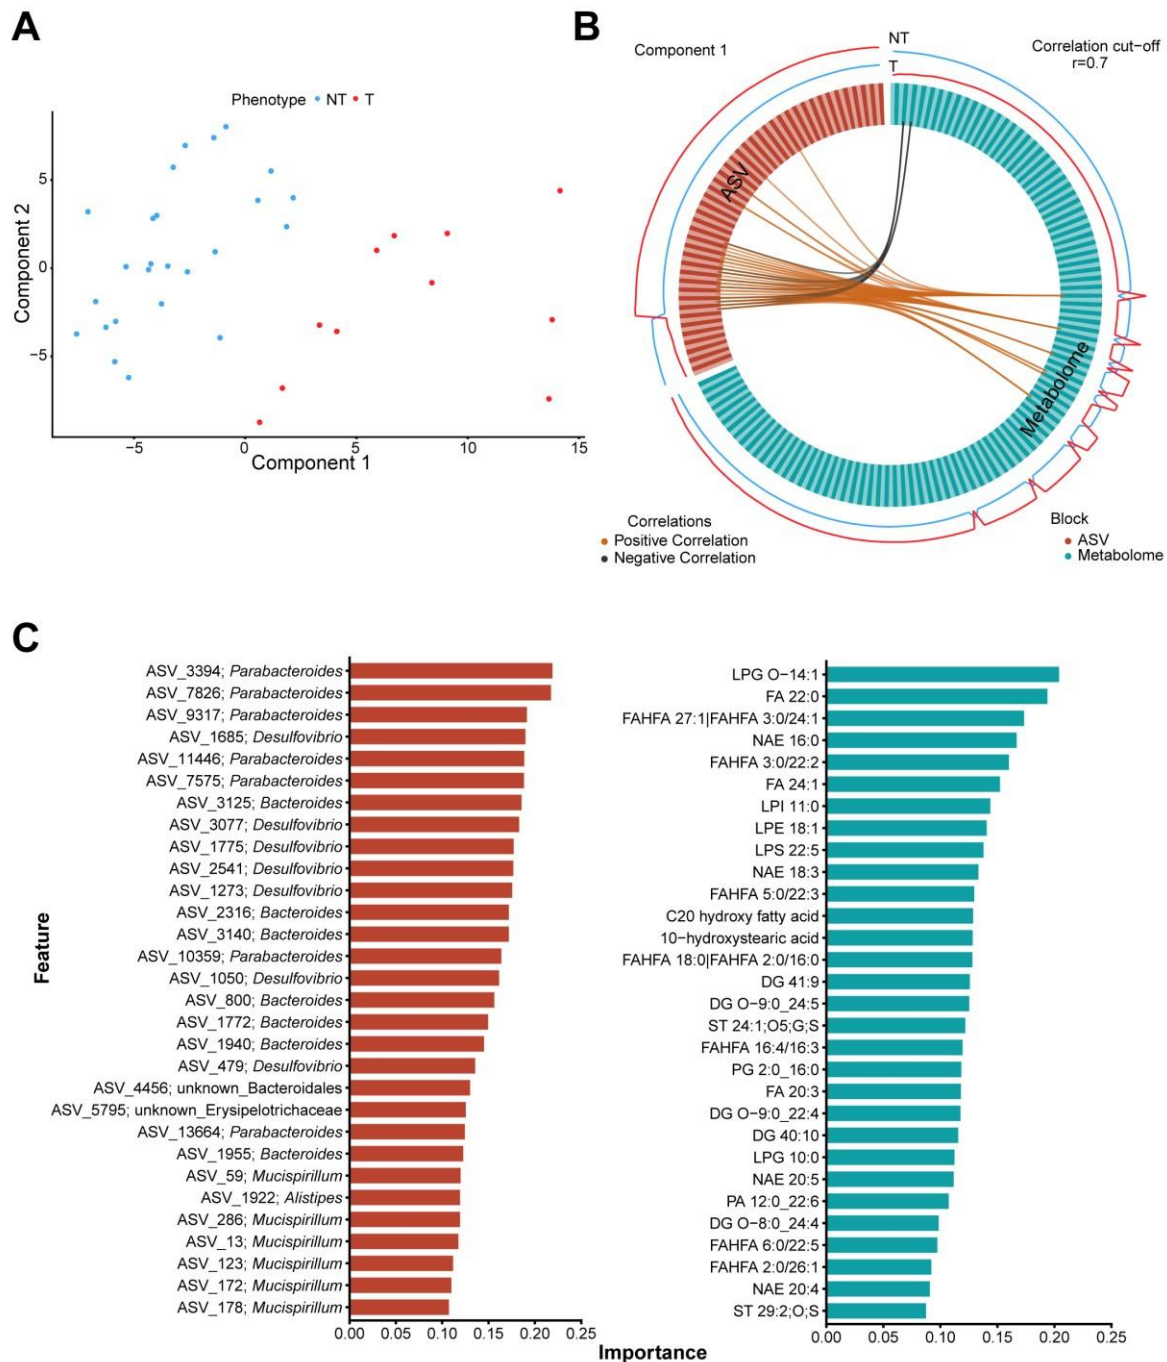 A
Phenotype NT T
5
0
−5
Component 2
−5 0 5 10 15
Component 1
B
Component 1
NT
T
Correlation cut−off
r=0.7
ASV
Metabolome
Correlations
Positive Correlation
Negative Correlation
Block
ASV
Metabolome
C
Feature
ASV_3394; Parabacteroides
ASV_7826; Parabacteroides
ASV_9317; Parabacteroides
ASV_1685; Desulfovibrio
ASV_11446; Parabacteroides
ASV_7575; Parabacteroides
ASV_3125; Bacteroides
ASV_3077; Desulfovibrio
ASV_1775; Desulfovibrio
ASV_2541; Desulfovibrio
ASV_1273; Desulfovibrio
ASV_2316; Bacteroides
ASV_3140; Bacteroides
ASV_10359; Parabacteroides
ASV_1050; Desulfovibrio
ASV_800; Bacteroides
ASV_1772; Bacteroides
ASV_1940; Bacteroides
ASV_479; Desulfovibrio
ASV_4456; unknown_Bacteroidales
ASV_5795; unknown_Erysipelotrichaceae
ASV_13664; Parabacteroides
ASV_1955; Bacteroides
ASV_59; Mucispirillum
ASV_1922; Alistipes
ASV_286; Mucispirillum
ASV_13; Mucispirillum
ASV_123; Mucispirillum
ASV_172; Mucispirillum
ASV_178; Mucispirillum
0.00 0.05 0.10 0.15 0.20 0.25
LPG O−14:1
FA 22:0
FAHFA 27:1|FAHFA 3:0/24:1
NAE 16:0
FAHFA 3:0/22:2
FA 24:1
LPI 11:0
LPE 18:1
LPS 22:5
NAE 18:3
FAHFA 5:0/22:3
C20 hydroxy fatty acid
10−hydroxystearic acid
FAHFA 18:0|FAHFA 2:0/16:0
DG 41:9
DG O−9:0_24:5
ST 24:1;O5;G;S
FAHFA 16:4/16:3
PG 2:0_16:0
FA 20:3
DG O−9:0_22:4
DG 40:10
LPG 10:0
NAE 20:5
PA 12:0_22:6
DG O−8:0_24:4
FAHFA 6:0/22:5
FAHFA 2:0/26:1
NAE 20:4
ST 29:2;O;S
0.00 0.05 0.10 0.15 0.20 0.25
Importance